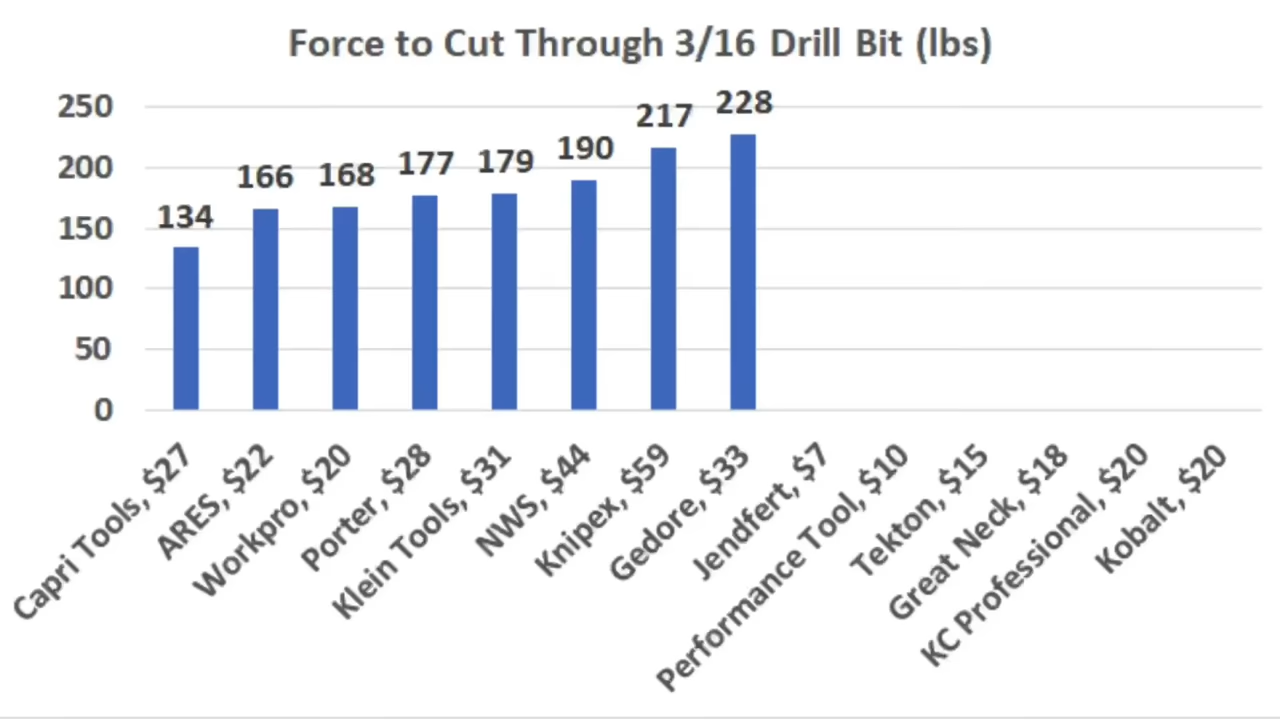 Force to Cut Through 3/16 Drill Bit (lbs)
250
200
150
100
50
0
134
166
168
177
179
190
217
228
Capri Tools, $27
ARES, $22
Workpro, $20
Porter, $28
Klein Tools, $31
NWS, $44
Knipex, $59
Gedore, $33
Jendfert, $7
Performance Tool, $10
Tekton, $15
Great Neck, $18
KC Professional, $20
Kobalt, $20